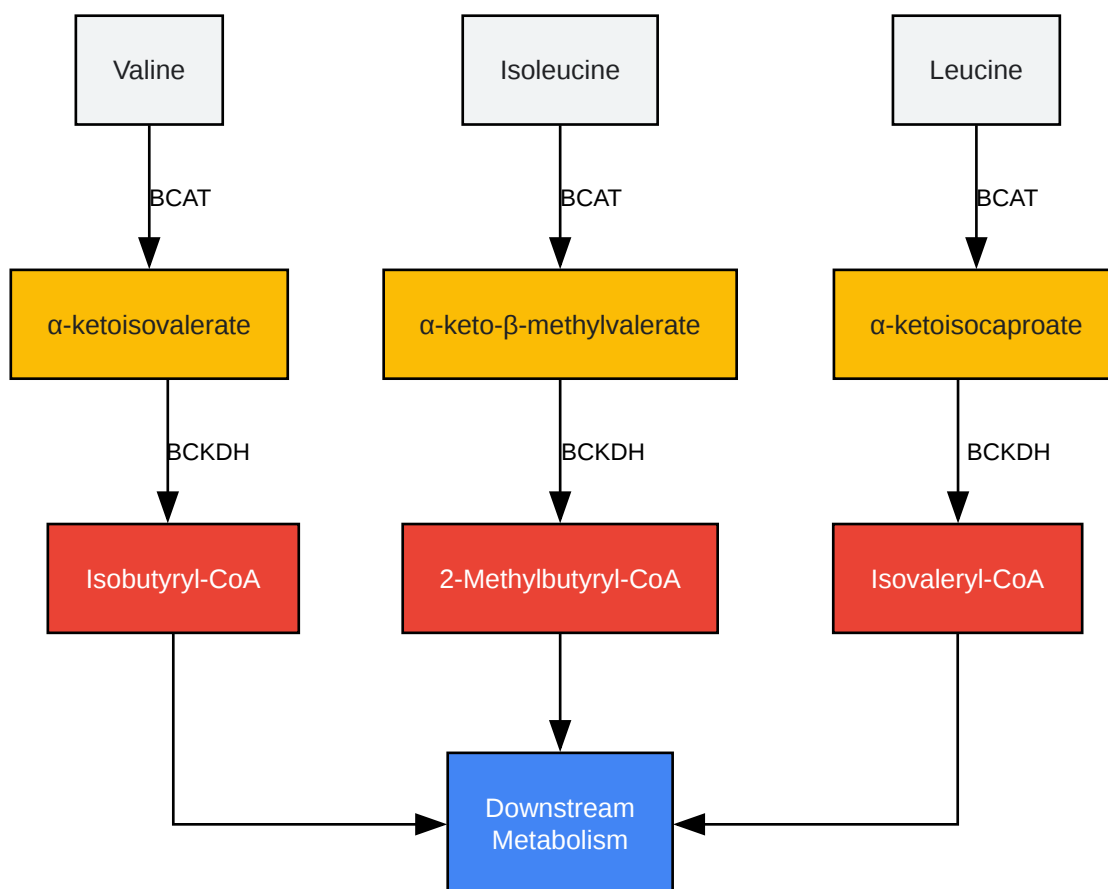 Valine
Isoleucine
Leucine
BCAT
BCAT
BCAT
α-ketoisovalerate
α-keto-β-methylvalerate
α-ketoisocaproate
BCKDH
BCKDH
BCKDH
Isobutyryl-CoA
2-Methylbutyryl-CoA
Isovaleryl-CoA
Downstream
Metabolism